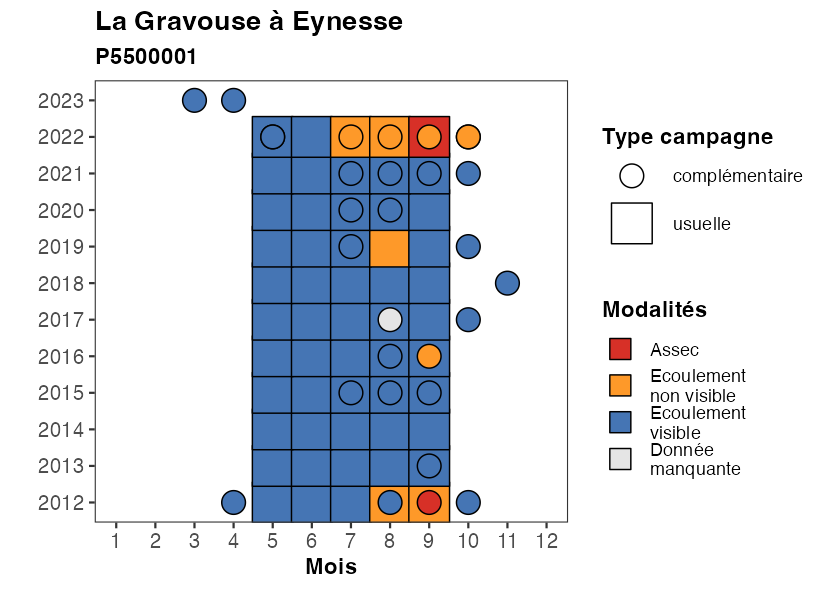 La Gravouse à Eynesse
P5500001
2023
2022
2021
2020
2019
2018
2017
2016
2015
2014
2013
2012
1 2 3 4 5 6 7 8 9 10 11 12
Mois
Type campagne
complémentaire
usuelle
Modalités
Assec
Ecoulement
non visible
Ecoulement
visible
Donnée
manquante